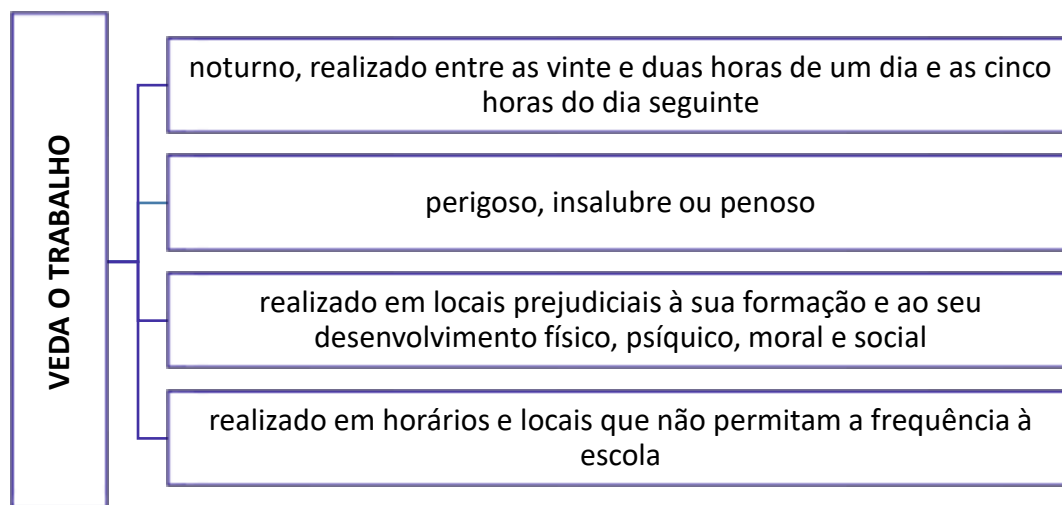 VEDA O TRABALHO
noturno, realizado entre as vinte e duas horas de um dia e as cinco
horas do dia seguinte
perigoso, insalubre ou penoso
realizado em locais prejudiciais à sua formação e ao seu
desenvolvimento físico, psíquico, moral e social
realizado em horários e locais que não permitam a frequência à
escola